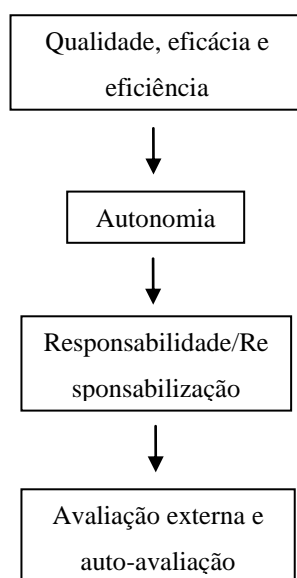 Qualidade, eficácia e
eficiência
Autonomia
Responsabilidade/Re
sponsabilização
Avaliação externa e
auto-avaliação